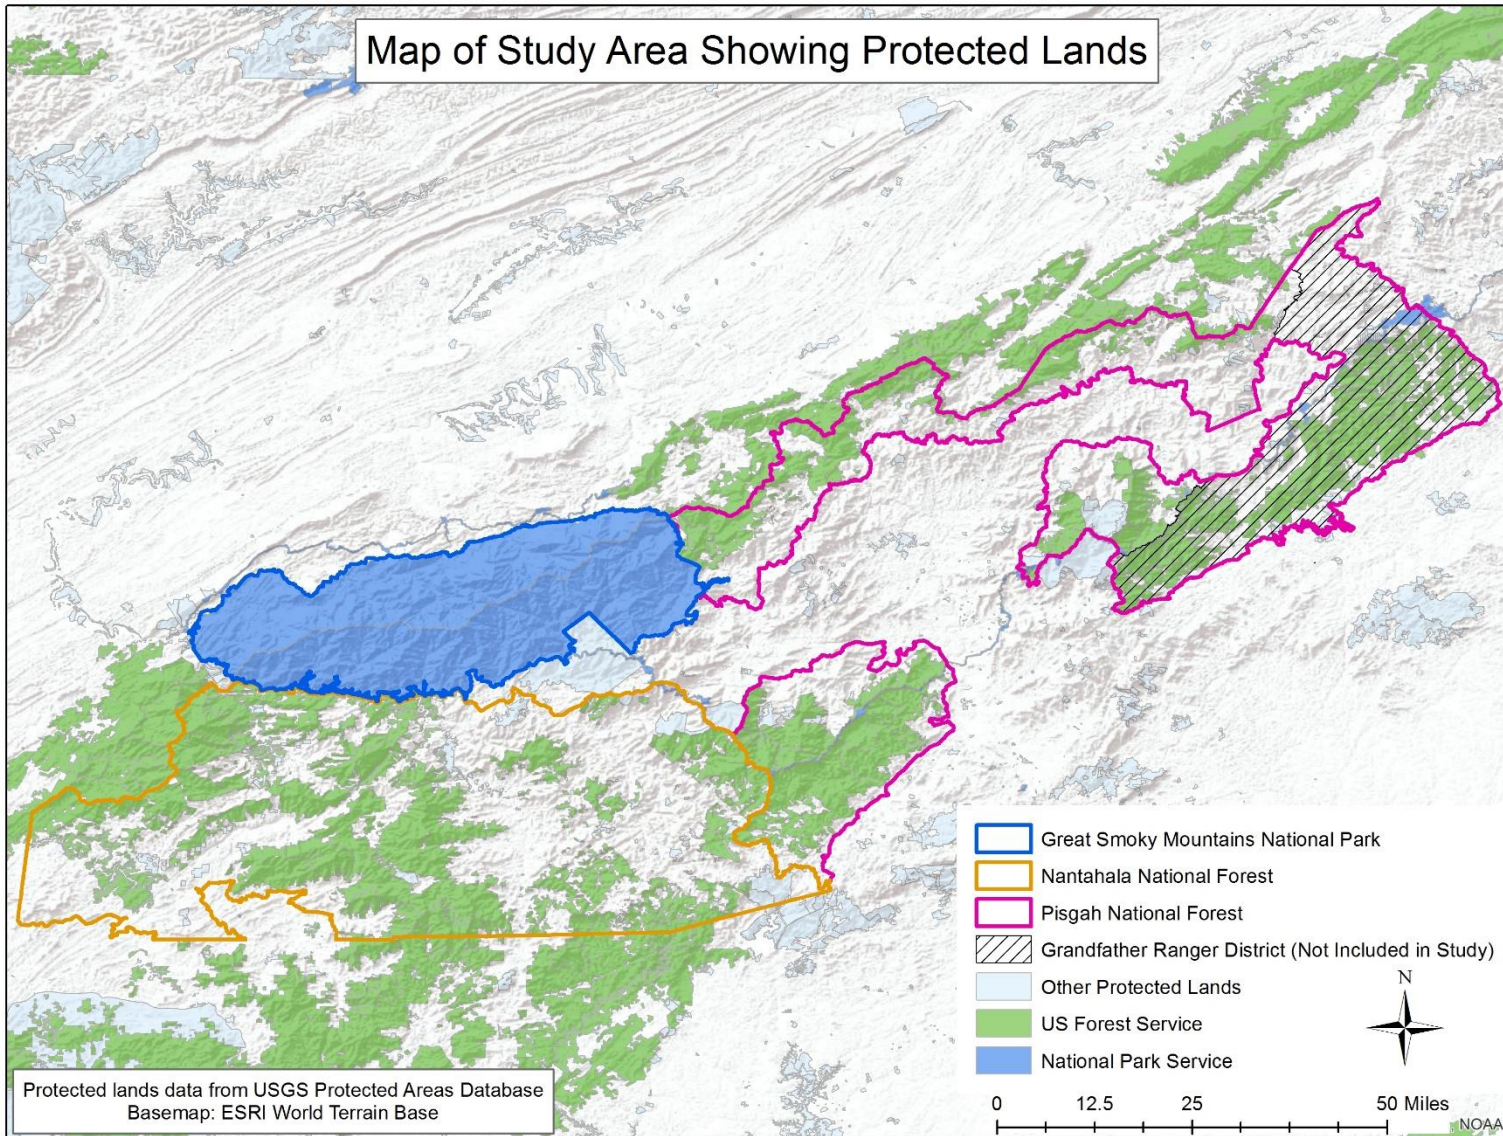 Map of Study Area Showing Protected Lands
Great Smoky Mountains National Park
Nantahala National Forest
Pisgah National Forest
Grandfather Ranger District (Not Included in Study)
Other Protected Lands
US Forest Service
National Park Service
N
Protected lands data from USGS Protected Areas Database
Basemap: ESRI World Terrain Base
0 12.5 25 50 Miles
NOAA